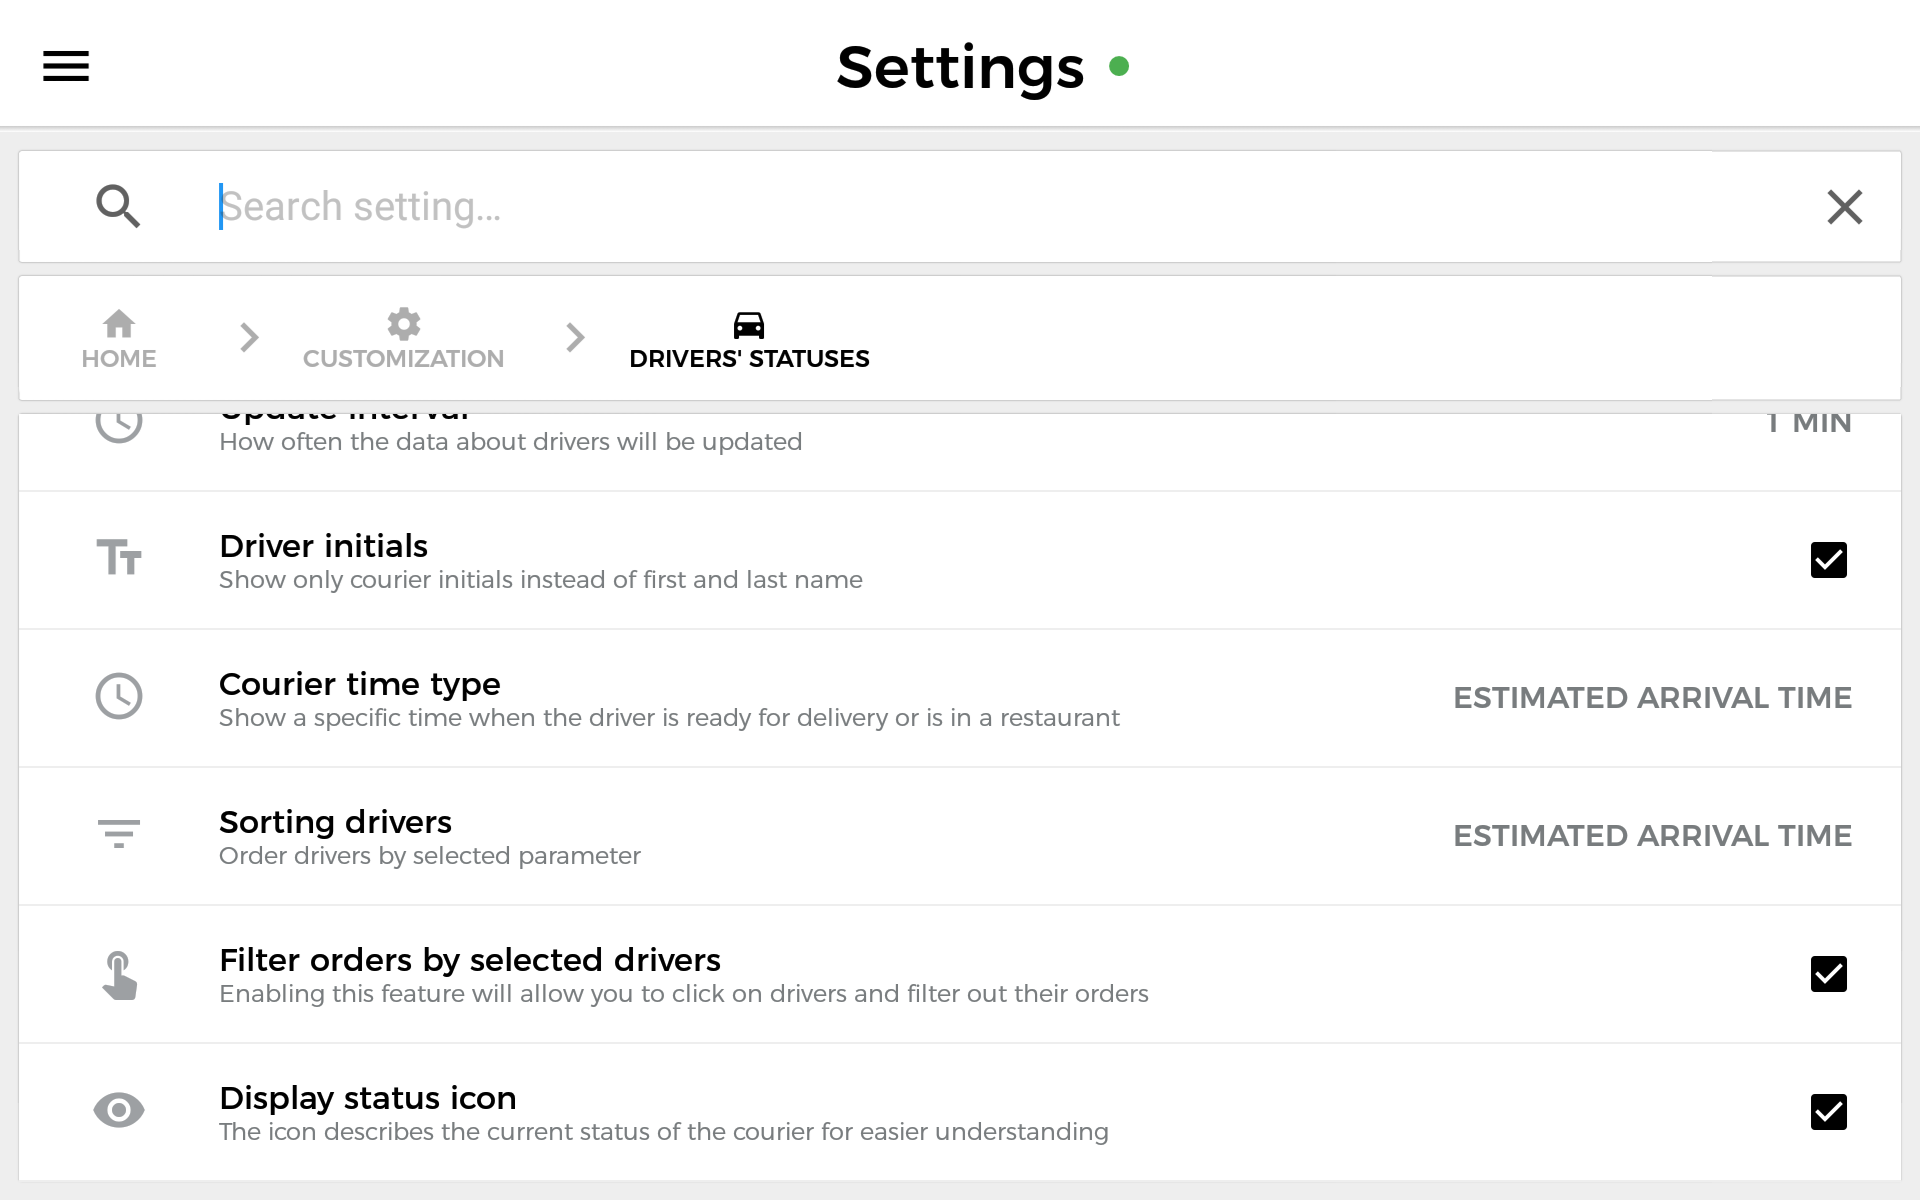 Settings
Search setting...
HOME
CUSTOMIZATION
DRIVERS' STATUSES
Update interval
How often the data about drivers will be updated
1 MIN
Driver initials
Show only courier initials instead of first and last name
Courier time type
Show a specific time when the driver is ready for delivery or is in a restaurant
ESTIMATED ARRIVAL TIME
Sorting drivers
Order drivers by selected parameter
ESTIMATED ARRIVAL TIME
Filter orders by selected drivers
Enabling this feature will allow you to click on drivers and filter out their orders
Display status icon
The icon describes the current status of the courier for easier understanding